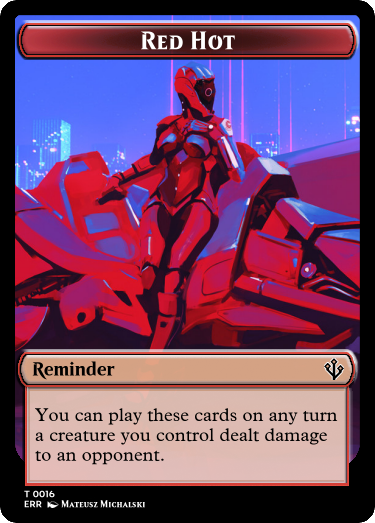 Red Hot
Reminder
You can play these cards on any turn
a creature you control dealt damage
to an opponent.
T 0016
ERR Mateusz Michalski